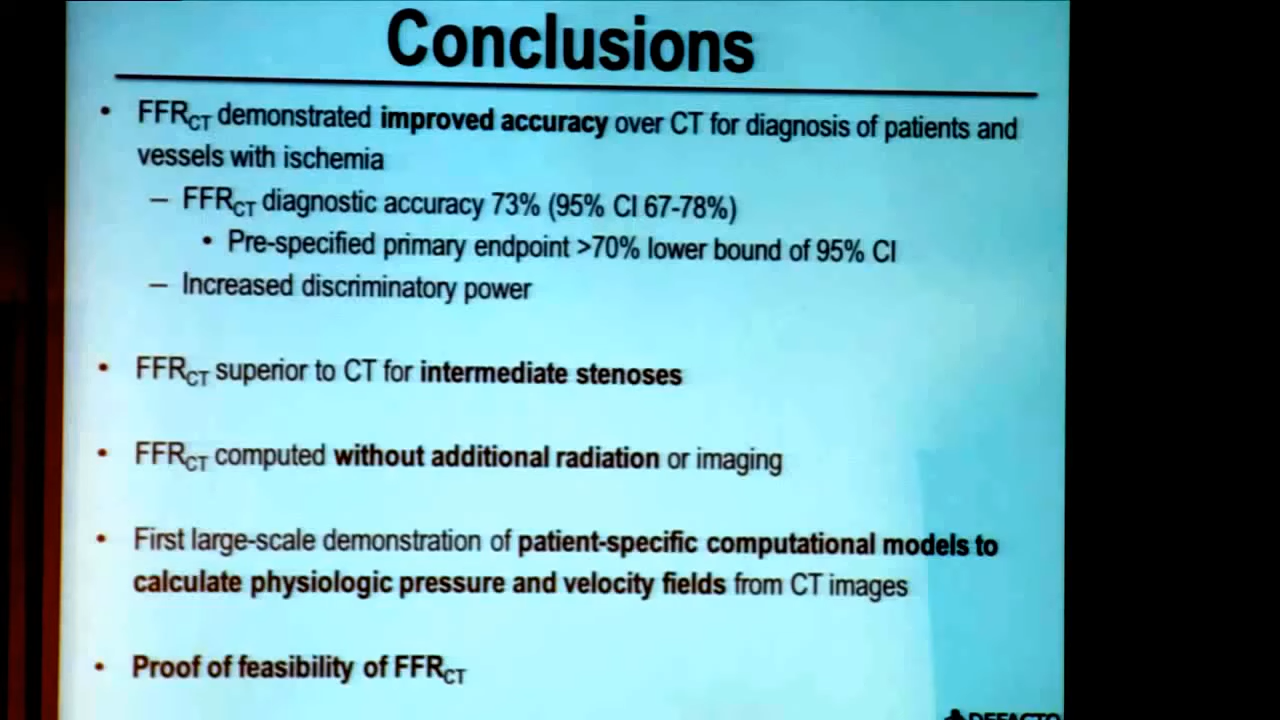 Conclusions
• FFRCT demonstrated improved accuracy over CT for diagnosis of patients and
vessels with ischemia
– FFRCT diagnostic accuracy 73% (95% CI 67-78%)
• Pre-specified primary endpoint >70% lower bound of 95% CI
– Increased discriminatory power
• FFRCT superior to CT for intermediate stenoses
• FFRCT computed without additional radiation or imaging
• First large-scale demonstration of patient-specific computational models to
calculate physiologic pressure and velocity fields from CT images
• Proof of feasibility of FFRCT
DEFACTO